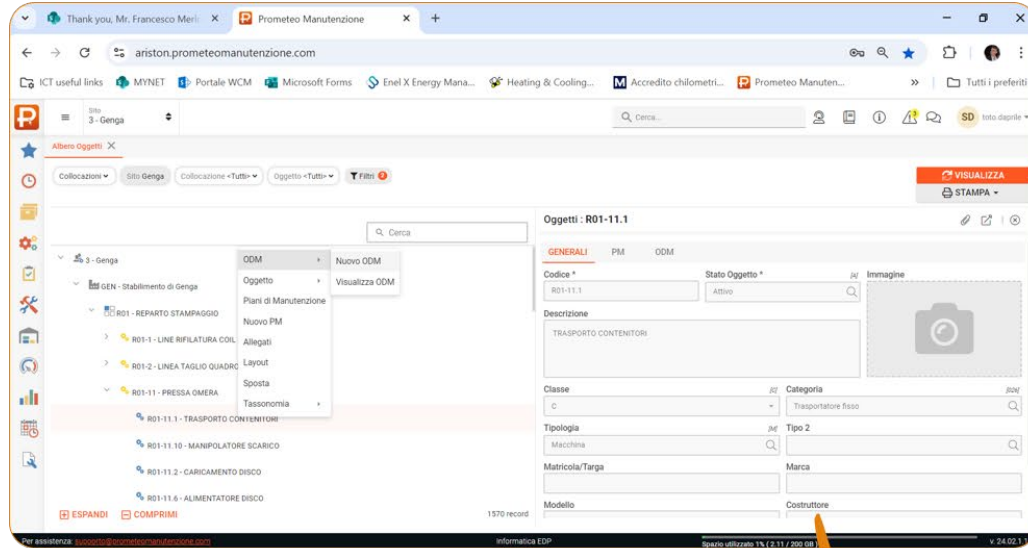 Thank you, Mr. Francesco Merl
Prometeo Manutenzione
ariston.prometeomanutenzione.com
ICT useful links MYNET Portale WCM Microsoft Forms Enel X Energy Mana... Heating & Cooling... Accredito chilometri... Prometeo Manuten... » Tutti i preferiti
Sito
3 - Genga
Cerca...
SD toto.daprile
Albero Oggetti
Collocazioni Sito Genga Collocazione <Tutti> Oggetto <Tutti> Filtri 2
VISUALIZZA
STAMPA
Cerca
3 - Genga
GEN - Stabilimento di Genga
R01 - REPARTO STAMPAGGIO
R01-1 - LINE RIFILATURA COIL
R01-2 - LINEA TAGLIO QUADRO
R01-11 - PRESSA OMERA
R01-11.1 - TRASPORTO CONTENITORI
R01-11.10 - MANIPOLATORE SCARICO
R01-11.2 - CARICAMENTO DISCO
R01-11.6 - ALIMENTATORE DISCO
ESPANDI COMPRIMI
1570 record
ODM
Oggetto
Piani di Manutenzione
Nuovo PM
Allegati
Layout
Sposta
Tassonomia
Nuovo ODM
Visualizza ODM
Oggetti : R01-11.1
GENERALI PM ODM
Codice * Stato Oggetto * [a] Immagine
R01-11.1 Attivo
Descrizione
TRASPORTO CONTENITORI
Classe Categoria
C Trasportatore fisso
Tipologia [M] Tipo 2
Macchina
Matricola/Targa Marca
Modello Costruttore
Per assistenza: supporto@prometeomanutenzione.com Informatica EDP Spazio utilizzato 1% ( 2.11 / 200 GB ) v. 24.02.1.1